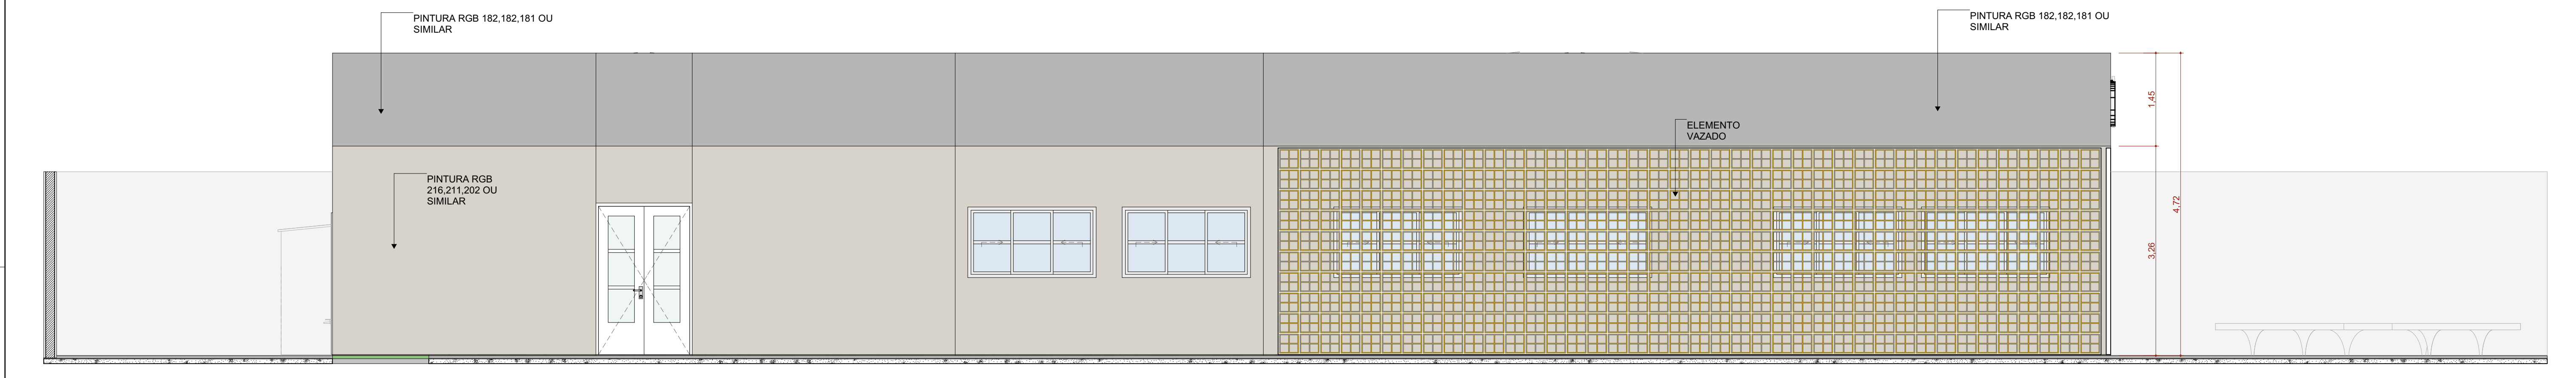 PINTURA RGB 182,182,181 OU
SIMILAR
PINTURA RGB 182,182,181 OU
SIMILAR
1,45
ELEMENTO
VAZADO
PINTURA RGB
216,211,202 OU
SIMILAR
4,72
3,26